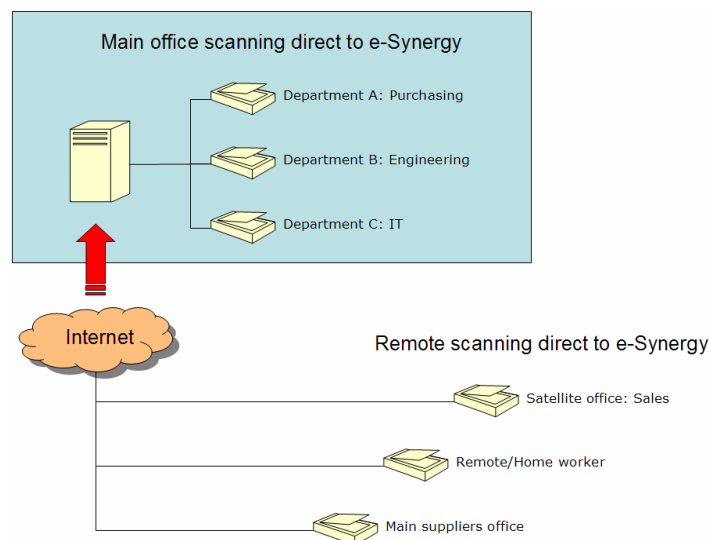 Main office scanning direct to e-Synergy
Department A: Purchasing
Department B: Engineering
Department C: IT
Internet
Remote scanning direct to e-Synergy
Satellite office: Sales
Remote/Home worker
Main suppliers office